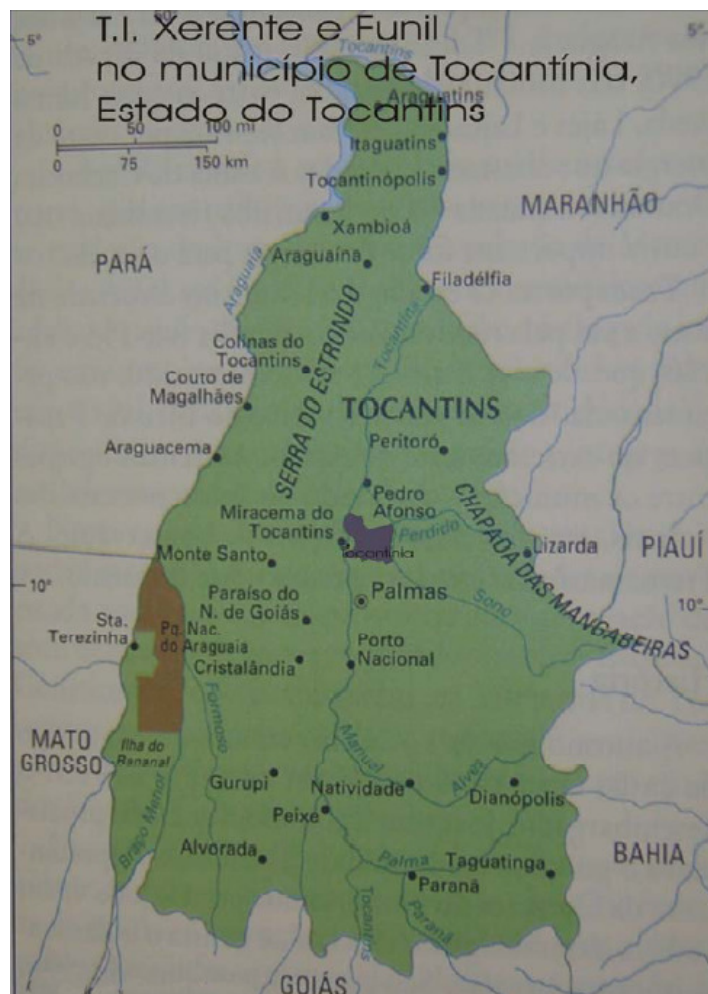 T.I. Xerente e Funil
no município de Tocantínia,
Estado do Tocantins
5°
5°
Tocantins
Araguatins
0 50 100 mi
0 75 150 km
Itaguatins
Tocantinópolis
MARANHÃO
Xambioá
PARÁ
Araguaína
Araguaia
Filadélfia
Tocantins
Colinas do
Tocantins
SERRA DO ESTRONDO
Couto de
Magalhães
TOCANTINS
Peritoró
Araguacema
Pedro
Afonso
CHAPADA DAS MANGABEIRAS
Miracema do
Tocantins
Perdido
Tocantínia
Lizarda
PIAUÍ
Monte Santo
10°
10°
Paraíso do
N. de Goiás
Palmas
Sono
Sta.
Terezinha
Pq. Nac.
do Araguaia
Cristalândia
Porto
Nacional
Formoso
MATO
GROSSO
Ilha do
Bananal
Manuel
Alves
Gurupi
Natividade
Dianópolis
Braço Menor
Peixe
Alvorada
Palma
Taguatinga
BAHIA
Paranã
Paranã
Tocantins
GOIÁS